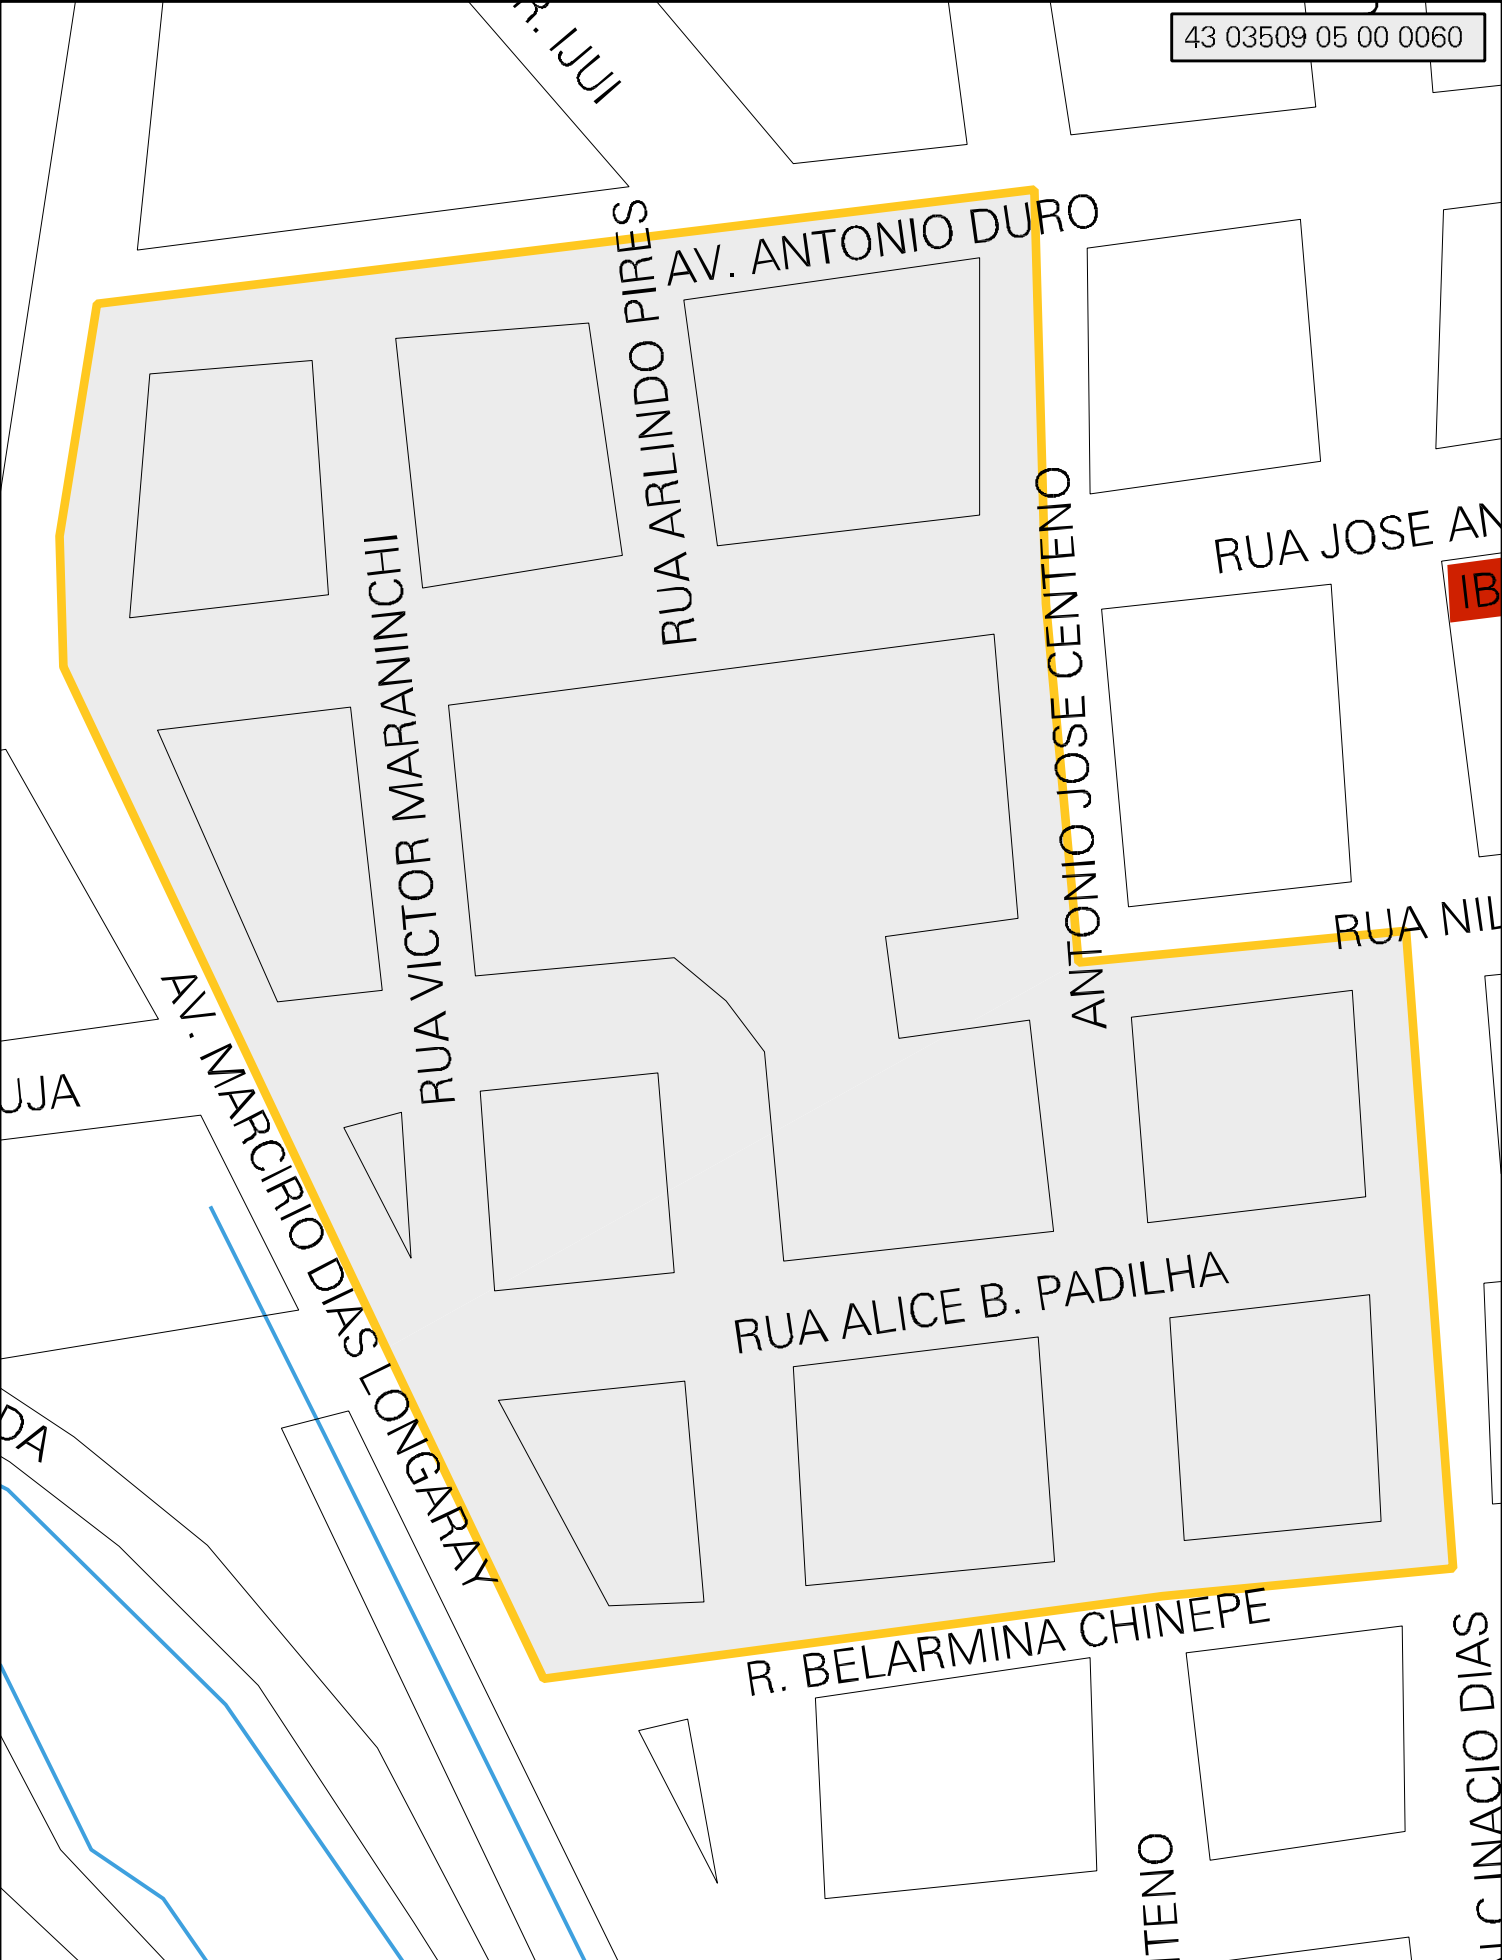 R. IJUI
43 03509 05 00 0060
AV. ANTONIO DURO
RUA ARLINDO PIRES
ANTONIO JOSE CENTENO
RUA JOSE AN
IB
RUA VICTOR MARANINCHI
RUA NIL
AV. MARCIRIO DIAS LONGARAY
UJA
RUA ALICE B. PADILHA
DA
R. BELARMINA CHINEPE
C INACIO DIAS
TENO